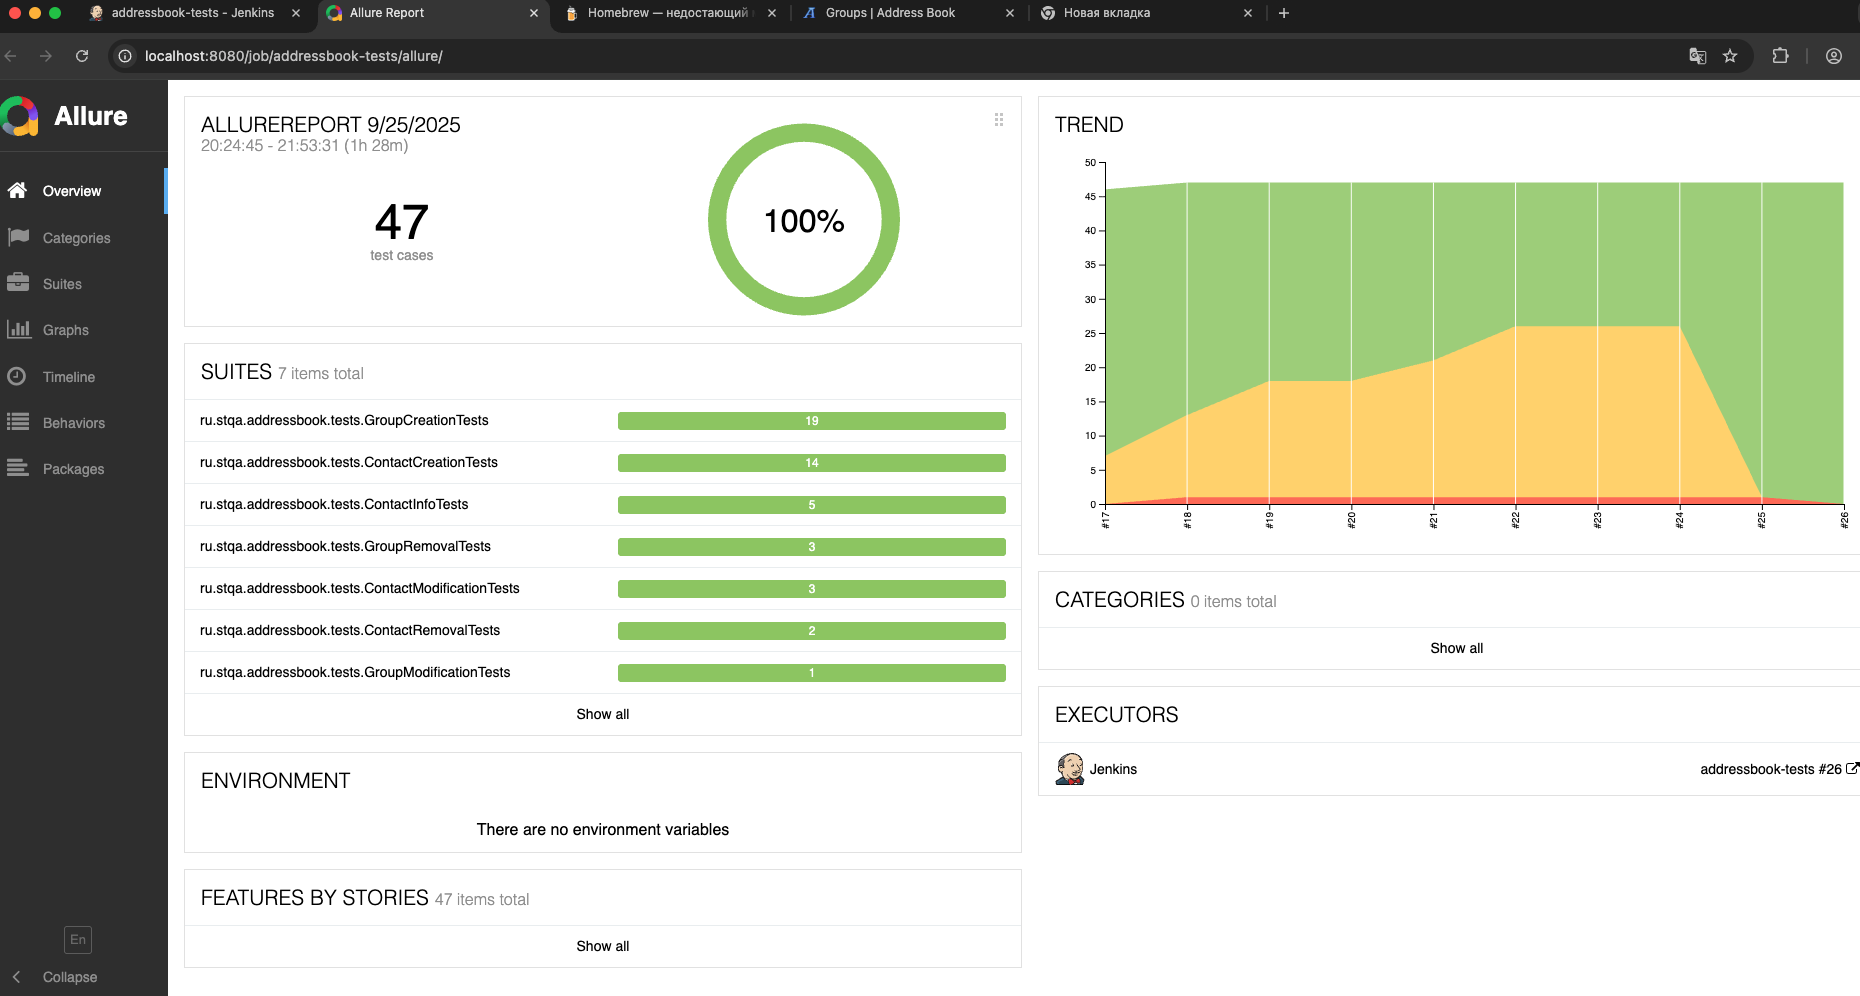 addressbook-tests - Jenkins
Allure Report
Homebrew — недостающий
Groups | Address Book
Новая вкладка
localhost:8080/job/addressbook-tests/allure/
Allure
Overview
Categories
Suites
Graphs
Timeline
Behaviors
Packages
En
Collapse
ALLUREREPORT 9/25/2025
20:24:45 - 21:53:31 (1h 28m)
47
test cases
100%
SUITES 7 items total
ru.stqa.addressbook.tests.GroupCreationTests 19
ru.stqa.addressbook.tests.ContactCreationTests 14
ru.stqa.addressbook.tests.ContactInfoTests 5
ru.stqa.addressbook.tests.GroupRemovalTests 3
ru.stqa.addressbook.tests.ContactModificationTests 3
ru.stqa.addressbook.tests.ContactRemovalTests 2
ru.stqa.addressbook.tests.GroupModificationTests 1
Show all
ENVIRONMENT
There are no environment variables
FEATURES BY STORIES 47 items total
Show all
TREND
50
45
40
35
30
25
20
15
10
5
0
#17
#18
#19
#20
#21
#22
#23
#24
#25
#26
CATEGORIES 0 items total
Show all
EXECUTORS
Jenkins
addressbook-tests #26